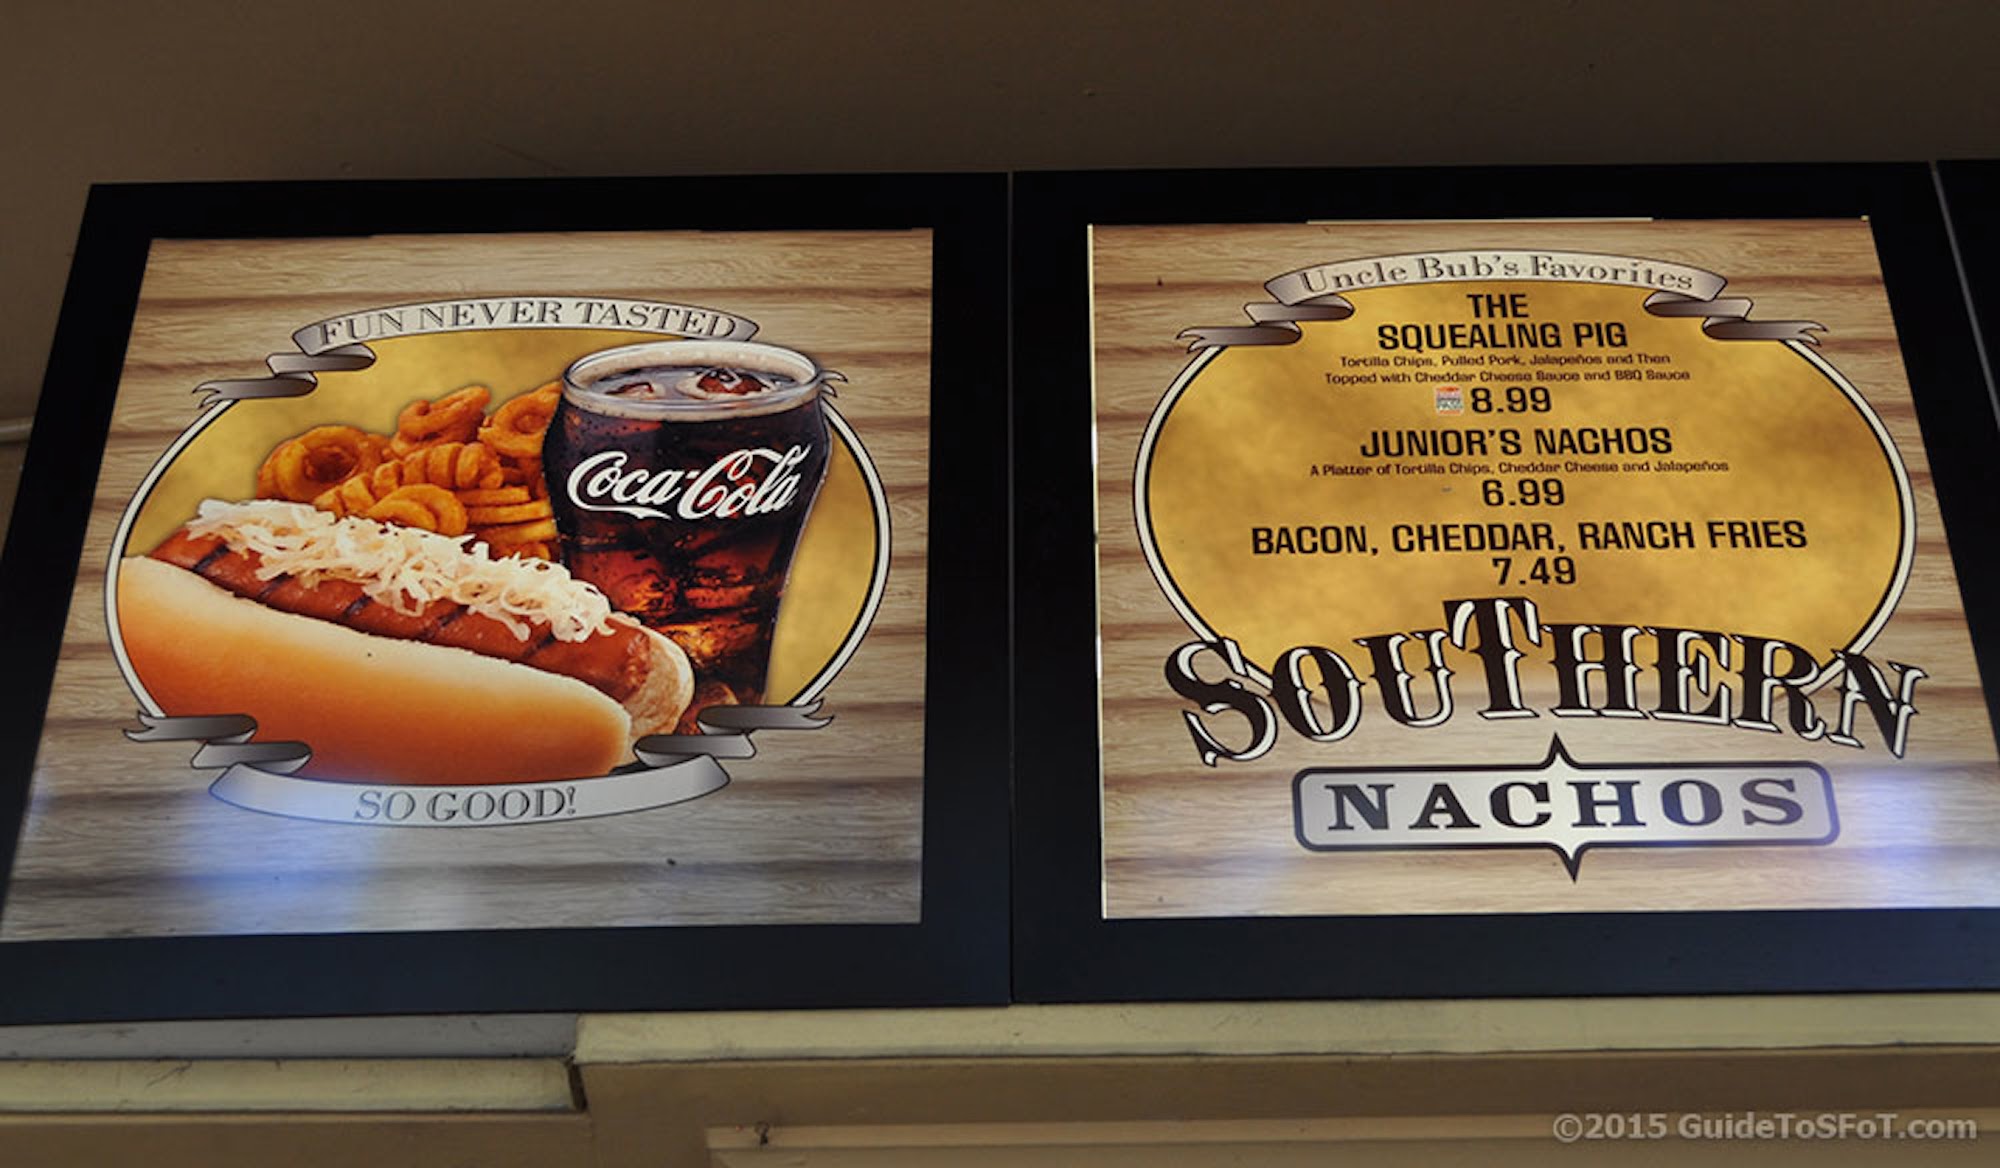 FUN NEVER TASTED
Coca-Cola
SO GOOD!
Uncle Bub's Favorites
THE
SQUEALING PIG
Tortilla Chips, Pulled Pork, Jalapeños and Then
Topped with Cheddar Cheese Sauce and BBQ Sauce
8.99
JUNIOR'S NACHOS
A Platter of Tortilla Chips, Cheddar Cheese and Jalapeños
6.99
BACON, CHEDDAR, RANCH FRIES
7.49
SOUTHERN
NACHOS
©2015 GuideToSFoT.com